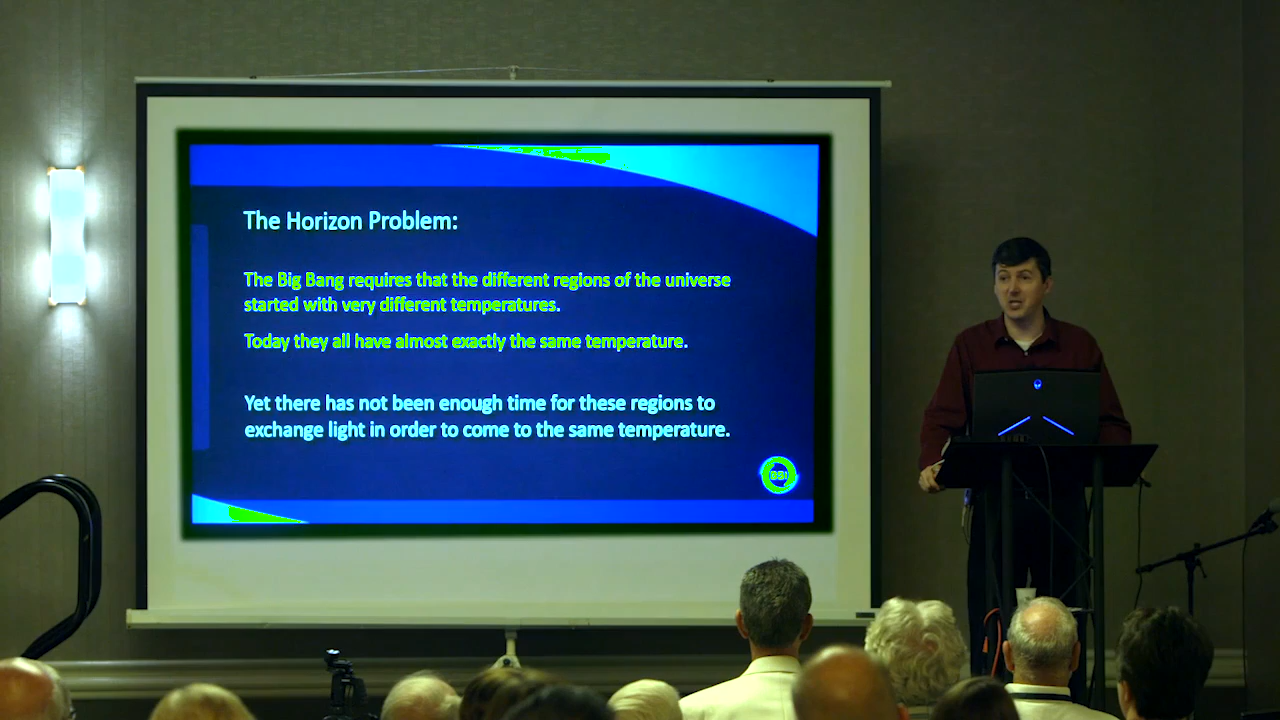 The Horizon Problem:
The Big Bang requires that the different regions of the universe
started with very different temperatures.
Today they all have almost exactly the same temperature.
Yet there has not been enough time for these regions to
exchange light in order to come to the same temperature.
BSI